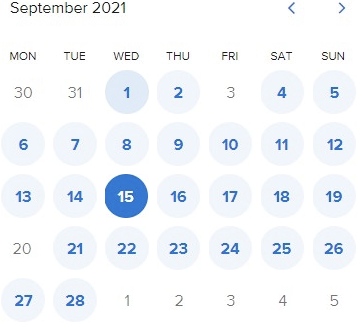 September 2021
MON TUE WED THU FRI SAT SUN
30 31 1 2 3 4 5
6 7 8 9 10 11 12
13 14 15 16 17 18 19
20 21 22 23 24 25 26
27 28 1 2 3 4 5